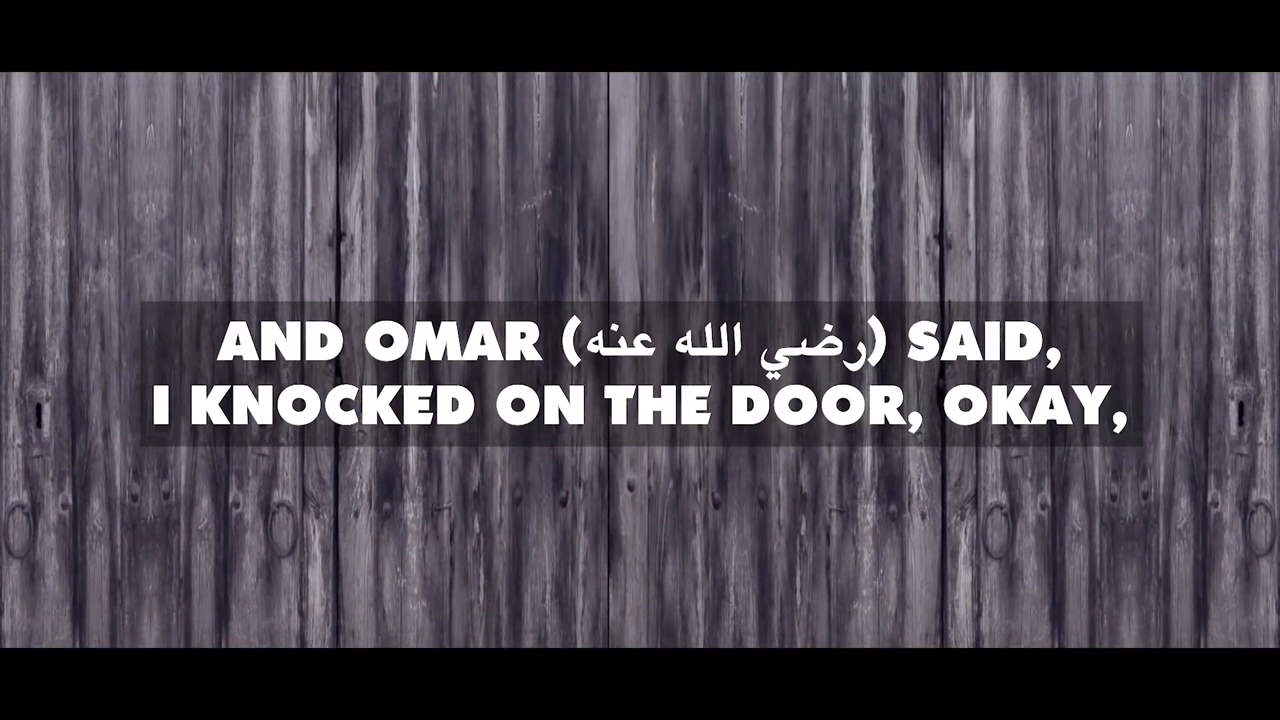 AND OMAR (رضي الله عنه) SAID,
I KNOCKED ON THE DOOR, OKAY,